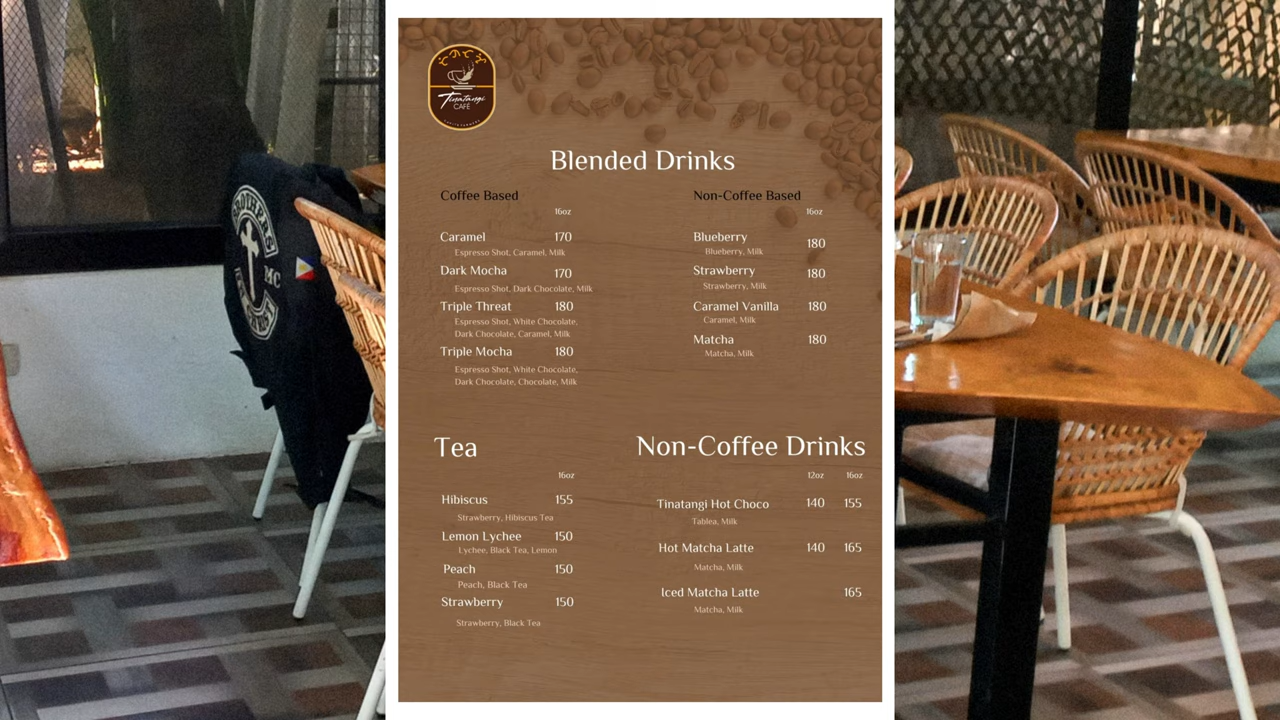 Tinatangi
CAFÉ
Blended Drinks
Coffee Based
16oz
Caramel 170
Espresso Shot, Caramel, Milk
Dark Mocha 170
Espresso Shot, Dark Chocolate, Milk
Triple Threat 180
Espresso Shot, White Chocolate,
Dark Chocolate, Caramel, Milk
Triple Mocha 180
Espresso Shot, White Chocolate,
Dark Chocolate, Chocolate, Milk
Non-Coffee Based
16oz
Blueberry 180
Blueberry, Milk
Strawberry 180
Strawberry, Milk
Caramel Vanilla 180
Caramel, Milk
Matcha 180
Matcha, Milk
Tea
16oz
Hibiscus 155
Strawberry, Hibiscus Tea
Lemon Lychee 150
Lychee, Black Tea, Lemon
Peach 150
Peach, Black Tea
Strawberry 150
Strawberry, Black Tea
Non-Coffee Drinks
12oz 16oz
Tinatangi Hot Choco 140 155
Tablea, Milk
Hot Matcha Latte 140 165
Matcha, Milk
Iced Matcha Latte 165
Matcha, Milk
BROTHERS
MC